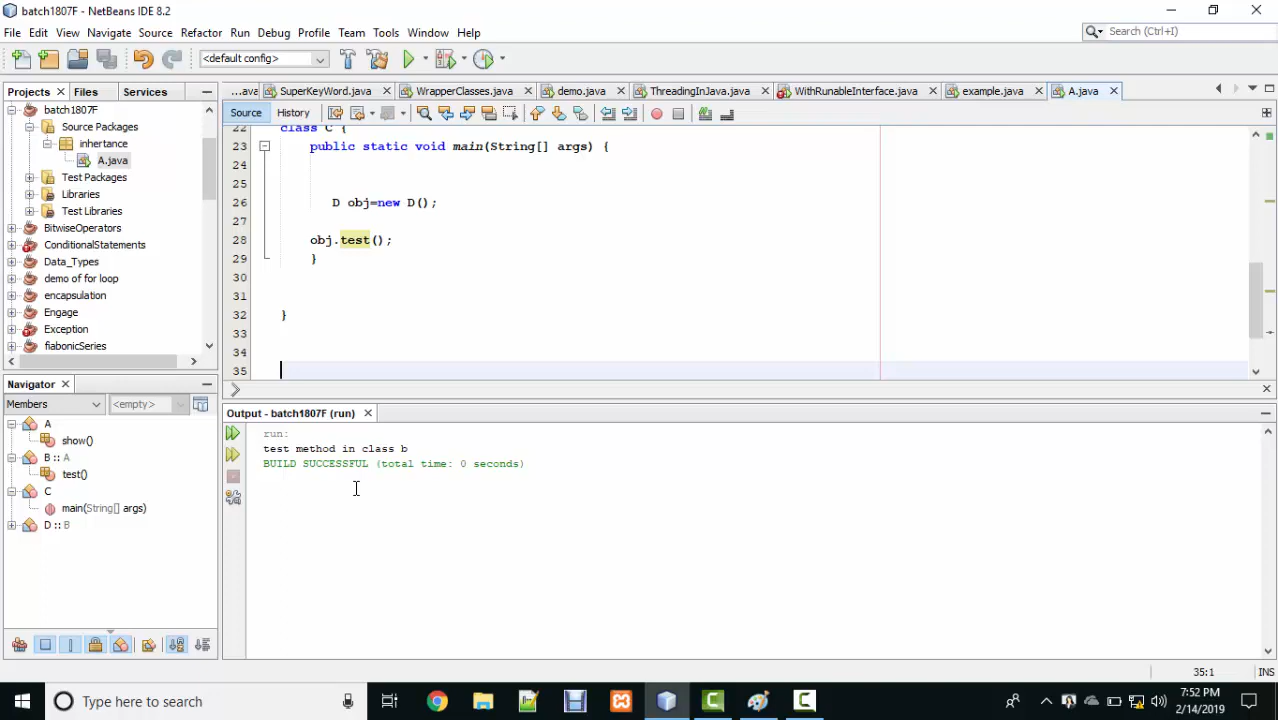 batch1807F - NetBeans IDE 8.2
File Edit View Navigate Source Refactor Run Debug Profile Team Tools Window Help
Search (Ctrl+I)
<default config>
Projects Files Services
...ava SuperKeyWord.java WrapperClasses.java demo.java ThreadingInJava.java WithRunableInterface.java example.java A.java
Source History
batch1807F
Source Packages
inhertance
A.java
Test Packages
Libraries
Test Libraries
BitwiseOperators
ConditionalStatements
Data_Types
demo of for loop
encapsulation
Engage
Exception
fiabonicSeries
22 class C {
23 public static void main(String[] args) {
24
25
26 D obj=new D();
27
28 obj.test();
29 }
30
31
32 }
33
34
35
Navigator
Members <empty>
A
show()
B :: A
test()
C
main(String[] args)
D :: B
Output - batch1807F (run)
run:
test method in class b
BUILD SUCCESSFUL (total time: 0 seconds)
35:1 INS
Type here to search
7:52 PM
2/14/2019